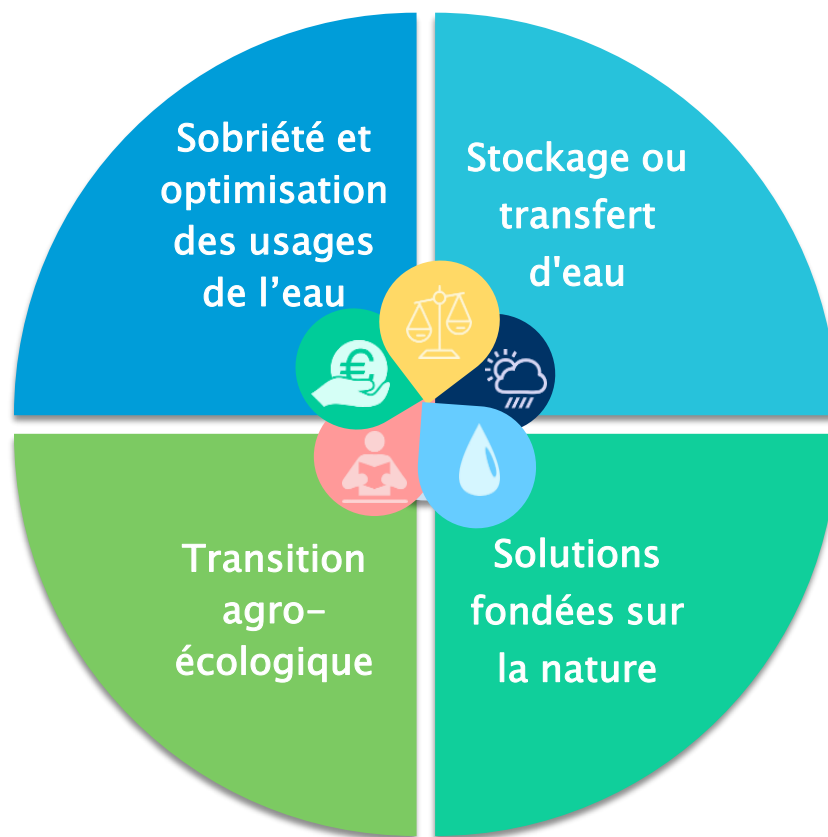 Sobriété et
optimisation
des usages
de l’eau
Stockage ou
transfert
d'eau
€
Transition
agro-
écologique
Solutions
fondées sur
la nature